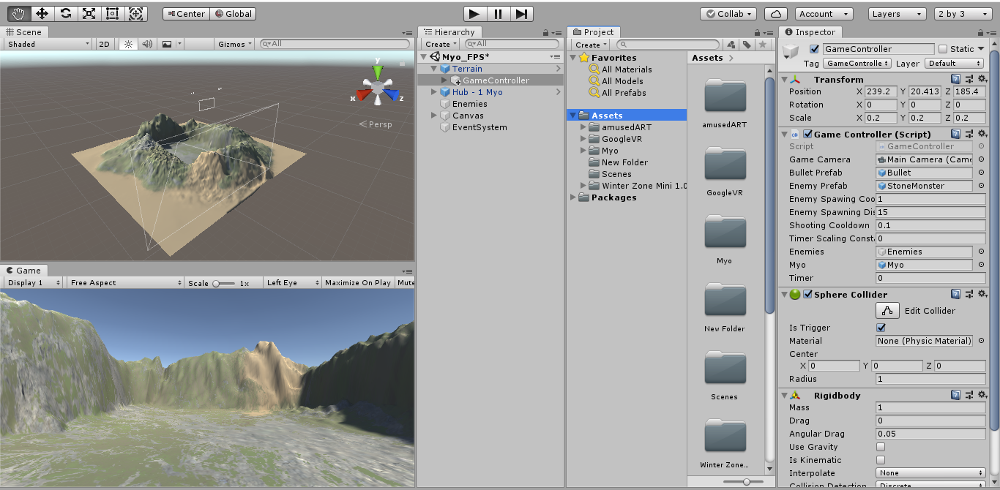 Center Global Collab Account Layers 2 by 3
Scene
Shaded 2D Gizmos All
y
x z
Persp
Game
Display 1 Free Aspect Scale 1x Left Eye Maximize On Play Mute
Hierarchy
Create All
Myo_FPS*
Terrain
GameController
Hub - 1 Myo
Enemies
Canvas
EventSystem
Project
Create
Favorites
All Materials
All Models
All Prefabs
Assets
amusedART
GoogleVR
Myo
New Folder
Scenes
Winter Zone Mini 1.0
Packages
Assets
amusedART
GoogleVR
Myo
New Folder
Scenes
Winter Zone...
Inspector
GameController Static
Tag GameControlle Layer Default
Transform
Position X 239.2 Y 20.413 Z 185.4
Rotation X 0 Y 0 Z 0
Scale X 0.2 Y 0.2 Z 0.2
Game Controller (Script)
Script GameController
Game Camera Main Camera (Came
Bullet Prefab Bullet
Enemy Prefab StoneMonster
Enemy Spawing Coo 1
Enemy Spawning Dis 15
Shooting Cooldown 0.1
Timer Scaling Const 0
Enemies Enemies
Myo Myo
Timer 0
Sphere Collider
Edit Collider
Is Trigger
Material None (Physic Material)
Center
X 0 Y 0 Z 0
Radius 1
Rigidbody
Mass 1
Drag 0
Angular Drag 0.05
Use Gravity
Is Kinematic
Interpolate None
Collision Detection Discrete